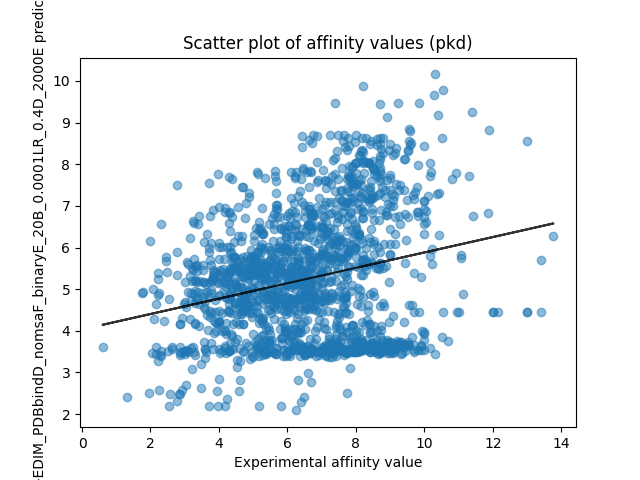 Scatter plot of affinity values (pkd)
EDIM_PDBbindD_nomsaF_binaryE_20B_0.0001LR_0.4D_2000E predic
10
9
8
7
6
5
4
3
2
0 2 4 6 8 10 12 14
Experimental affinity value